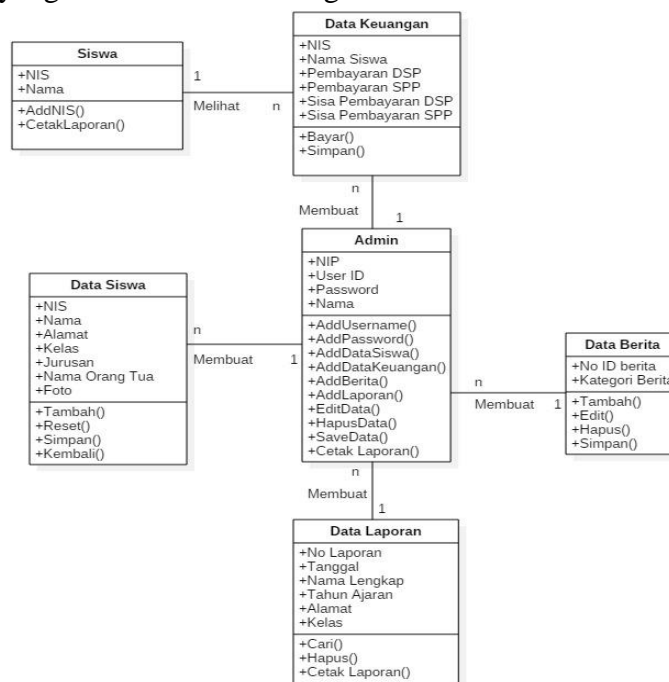 Data Keuangan
+NIS
+Nama Siswa
+Pembayaran DSP
+Pembayaran SPP
+Sisa Pembayaran DSP
+Sisa Pembayaran SPP
+Bayar()
+Simpan()
Siswa
+NIS
+Nama
+AddNIS()
+CetakLaporan()
1
Melihat n
n
Membuat
1
Admin
+NIP
+User ID
+Password
+Nama
+AddUsername()
+AddPassword()
+AddDataSiswa()
+AddDataKeuangan()
+AddBerita()
+AddLaporan()
+EditData()
+HapusData()
+SaveData()
+Cetak Laporan()
Data Siswa
+NIS
+Nama
+Alamat
+Kelas
+Jurusan
+Nama Orang Tua
+Foto
+Tambah()
+Reset()
+Simpan()
+Kembali()
n
Membuat 1
Data Berita
+No ID berita
+Kategori Berita
+Tambah()
+Edit()
+Hapus()
+Simpan()
n
Membuat 1
n
Membuat
1
Data Laporan
+No Laporan
+Tanggal
+Nama Lengkap
+Tahun Ajaran
+Alamat
+Kelas
+Cari()
+Hapus()
+Cetak Laporan()